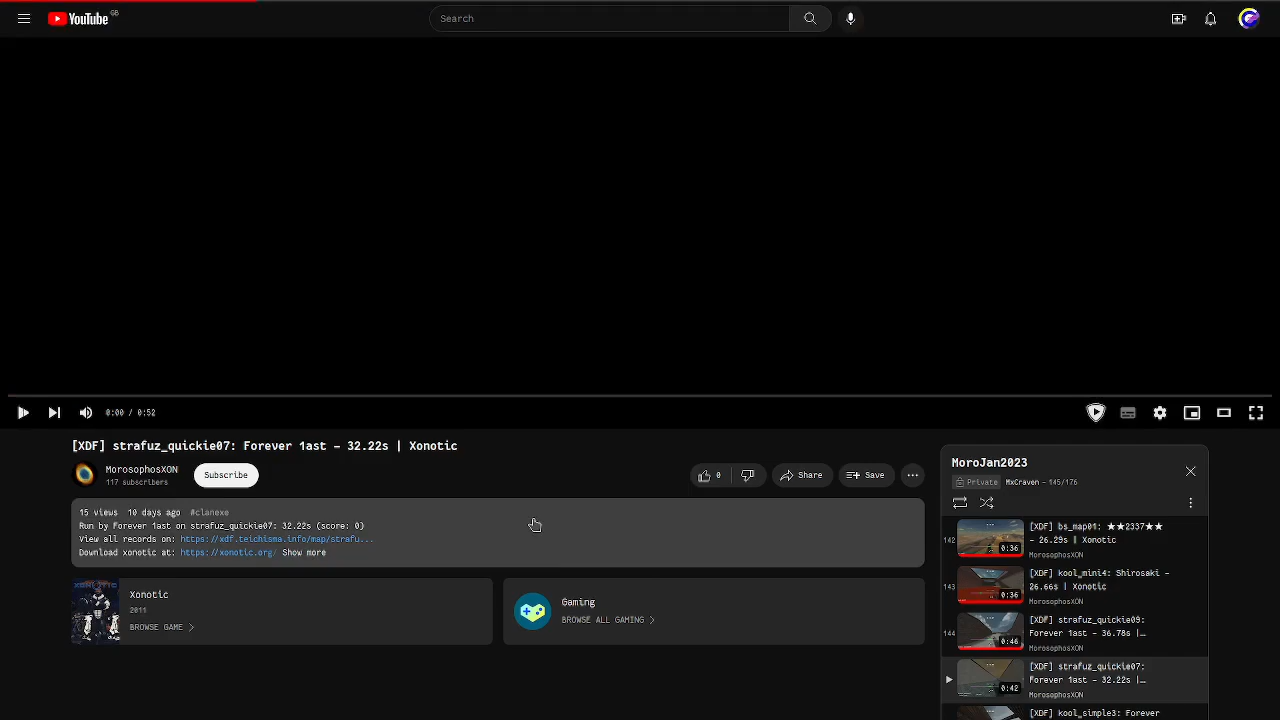 YouTube GB
Search
0:00 / 0:52
[XDF] strafuz_quickie07: Forever 1ast – 32.22s | Xonotic
MorosophosXON
117 subscribers
Subscribe
0
Share
Save
15 views 10 days ago #clanexe
Run by Forever 1ast on strafuz_quickie07: 32.22s (score: 0)
View all records on: https://xdf.teichisma.info/map/strafu...
Download xonotic at: https://xonotic.org/ Show more
XONOTIC
Xonotic
2011
BROWSE GAME
Gaming
BROWSE ALL GAMING
MoroJan2023
Private MxCraven – 145/176
142
0:36
[XDF] bs_map01: ★★2337★★
– 26.29s | Xonotic
MorosophosXON
143
0:36
[XDF] kool_mini4: Shirosaki –
26.66s | Xonotic
MorosophosXON
144
0:46
[XDF] strafuz_quickie09:
Forever 1ast – 36.78s |…
MorosophosXON
0:42
[XDF] strafuz_quickie07:
Forever 1ast – 32.22s |…
MorosophosXON
[XDF] kool_simple3: Forever